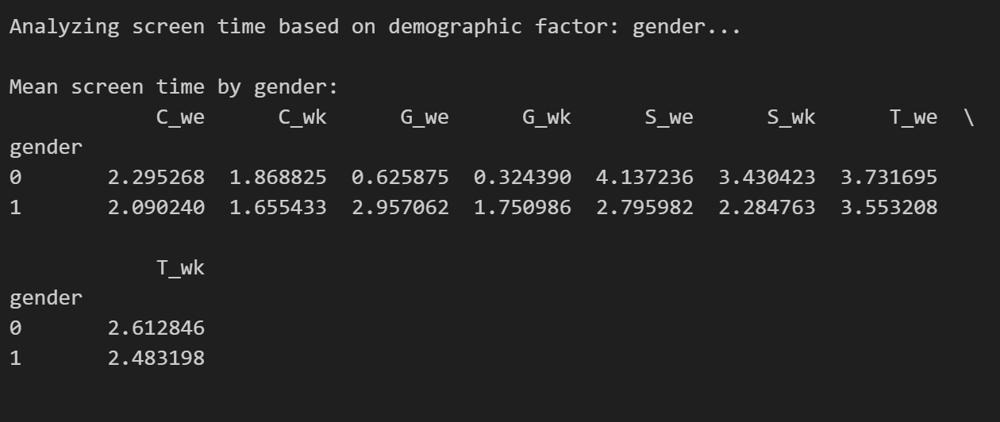 Analyzing screen time based on demographic factor: gender...
Mean screen time by gender:
C_we C_wk G_we G_wk S_we S_wk T_we \
gender
0 2.295268 1.868825 0.625875 0.324390 4.137236 3.430423 3.731695
1 2.090240 1.655433 2.957062 1.750986 2.795982 2.284763 3.553208
T_wk
gender
0 2.612846
1 2.483198